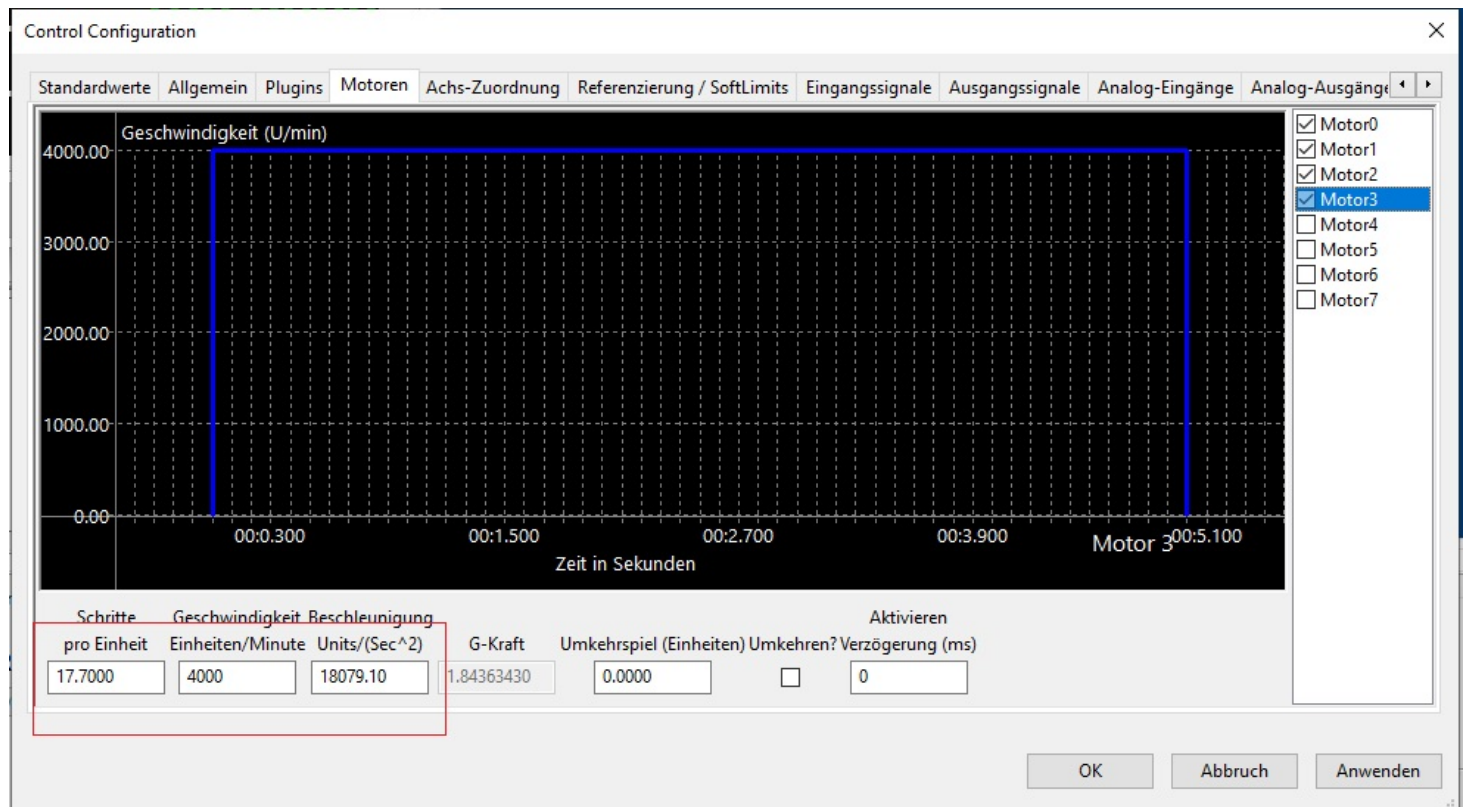 Control Configuration
Standardwerte Allgemein Plugins Motoren Achs-Zuordnung Referenzierung / SoftLimits Eingangssignale Ausgangssignale Analog-Eingänge Analog-Ausgänge
Geschwindigkeit (U/min)
4000.00
3000.00
2000.00
1000.00
0.00
00:0.300 00:1.500 00:2.700 00:3.900 00:5.100
Motor 3
Zeit in Sekunden
Motor0
Motor1
Motor2
Motor3
Motor4
Motor5
Motor6
Motor7
Schritte Geschwindigkeit Beschleunigung Aktivieren
pro Einheit Einheiten/Minute Units/(Sec^2) G-Kraft Umkehrspiel (Einheiten) Umkehren? Verzögerung (ms)
17.7000 4000 18079.10 1.84363430 0.0000 0
OK Abbruch Anwenden